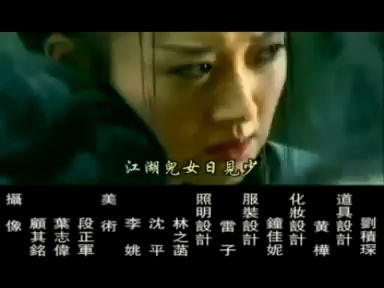 江湖兒女日見少
攝像
顧其銘
葉志偉
段正軍
美術
李姚
沈平
林之菡
照明設計
雷子
服裝設計
鐘佳妮
化妝設計
黃樺
道具設計
劉積琛